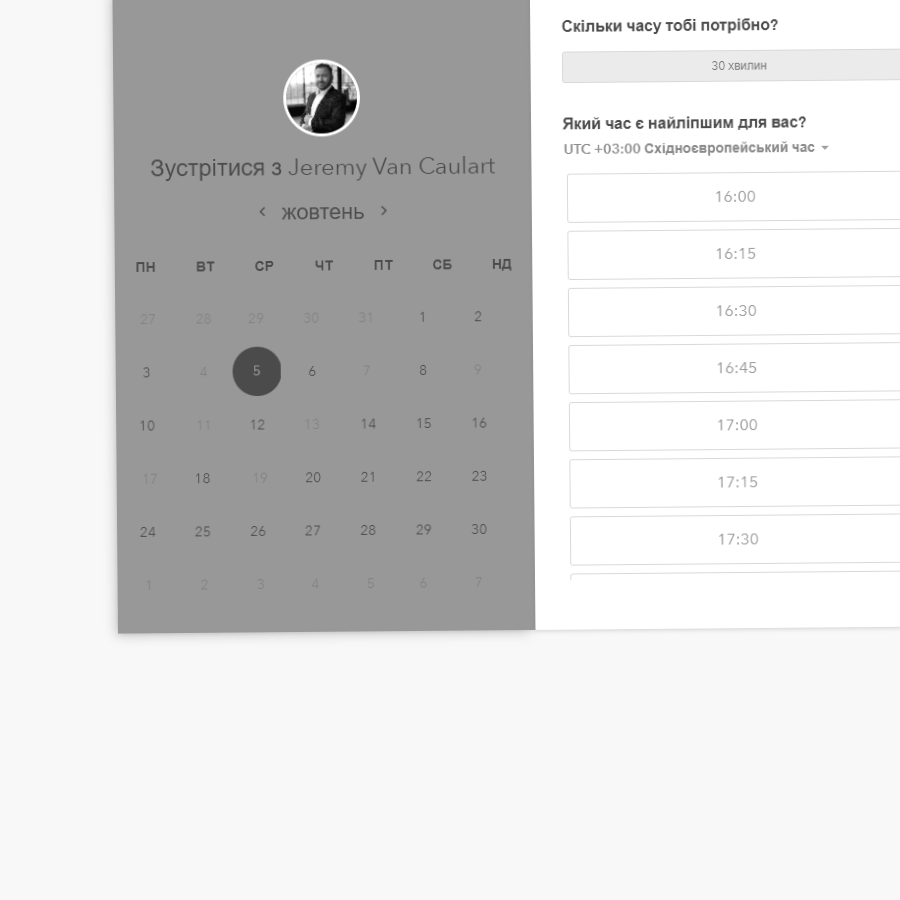 Зустрітися з Jeremy Van Caulart
‹ жовтень ›
ПН ВТ СР ЧТ ПТ СБ НД
27 28 29 30 31 1 2
3 4 5 6 7 8 9
10 11 12 13 14 15 16
17 18 19 20 21 22 23
24 25 26 27 28 29 30
1 2 3 4 5 6 7
Скільки часу тобі потрібно?
30 хвилин
Який час є найліпшим для вас?
UTC +03:00 Східноєвропейський час
16:00
16:15
16:30
16:45
17:00
17:15
17:30